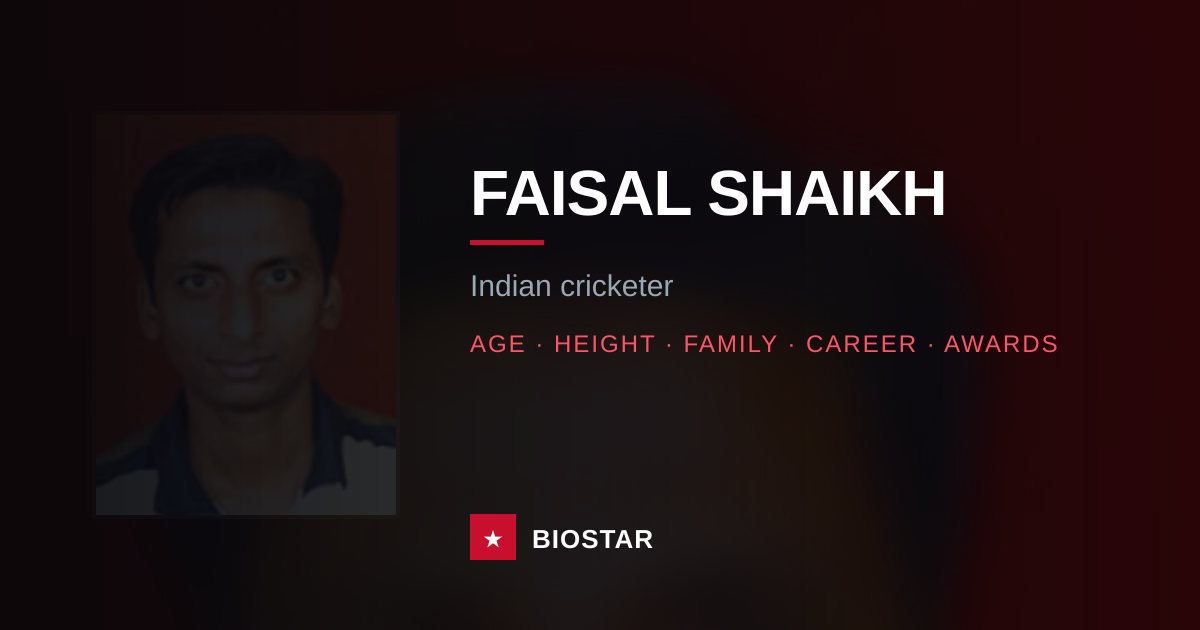 FAISAL SHAIKH
Indian cricketer
AGE · HEIGHT · FAMILY · CAREER · AWARDS
★ BIOSTAR